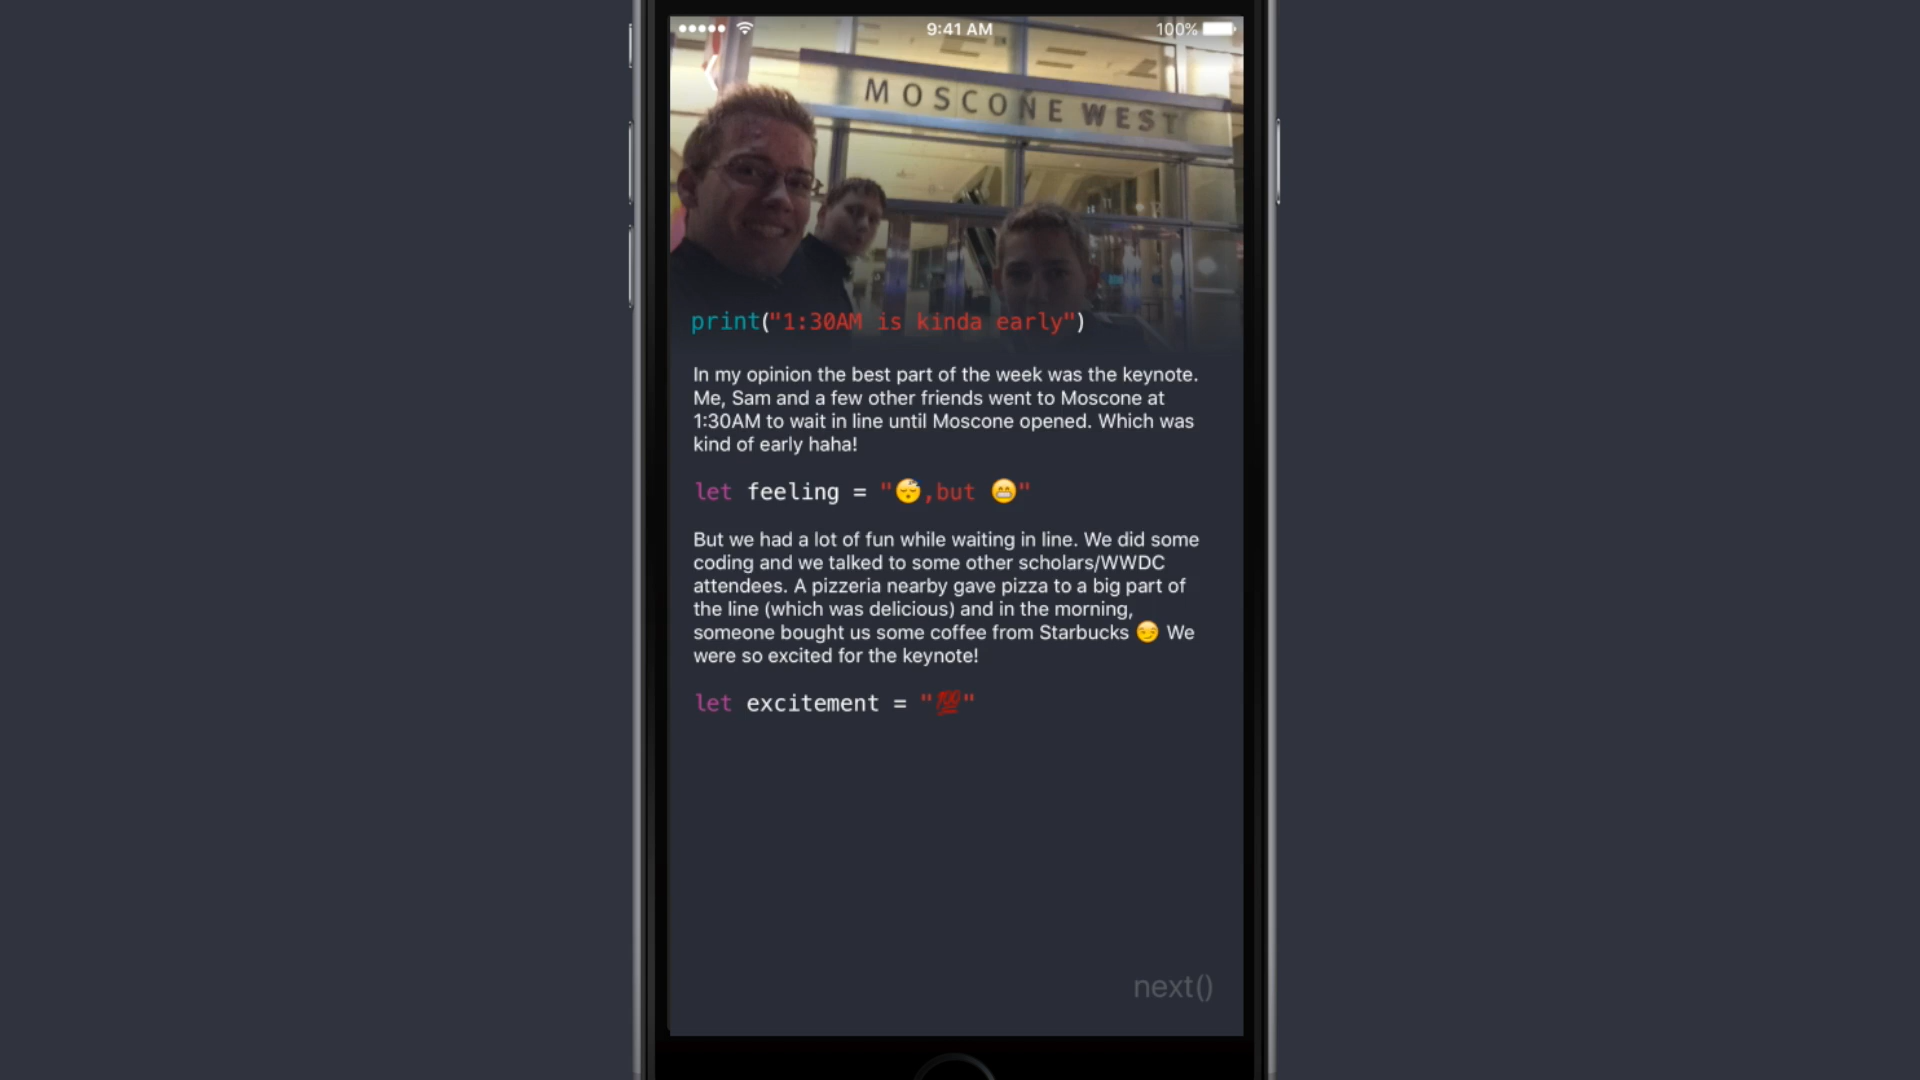 9:41 AM
100%
MOSCONE WEST
print("1:30AM is kinda early")
In my opinion the best part of the week was the keynote.
Me, Sam and a few other friends went to Moscone at
1:30AM to wait in line until Moscone opened. Which was
kind of early haha!
let feeling = "😴,but 😁"
But we had a lot of fun while waiting in line. We did some
coding and we talked to some other scholars/WWDC
attendees. A pizzeria nearby gave pizza to a big part of
the line (which was delicious) and in the morning,
someone bought us some coffee from Starbucks 😏 We
were so excited for the keynote!
let excitement = "💯"
next()